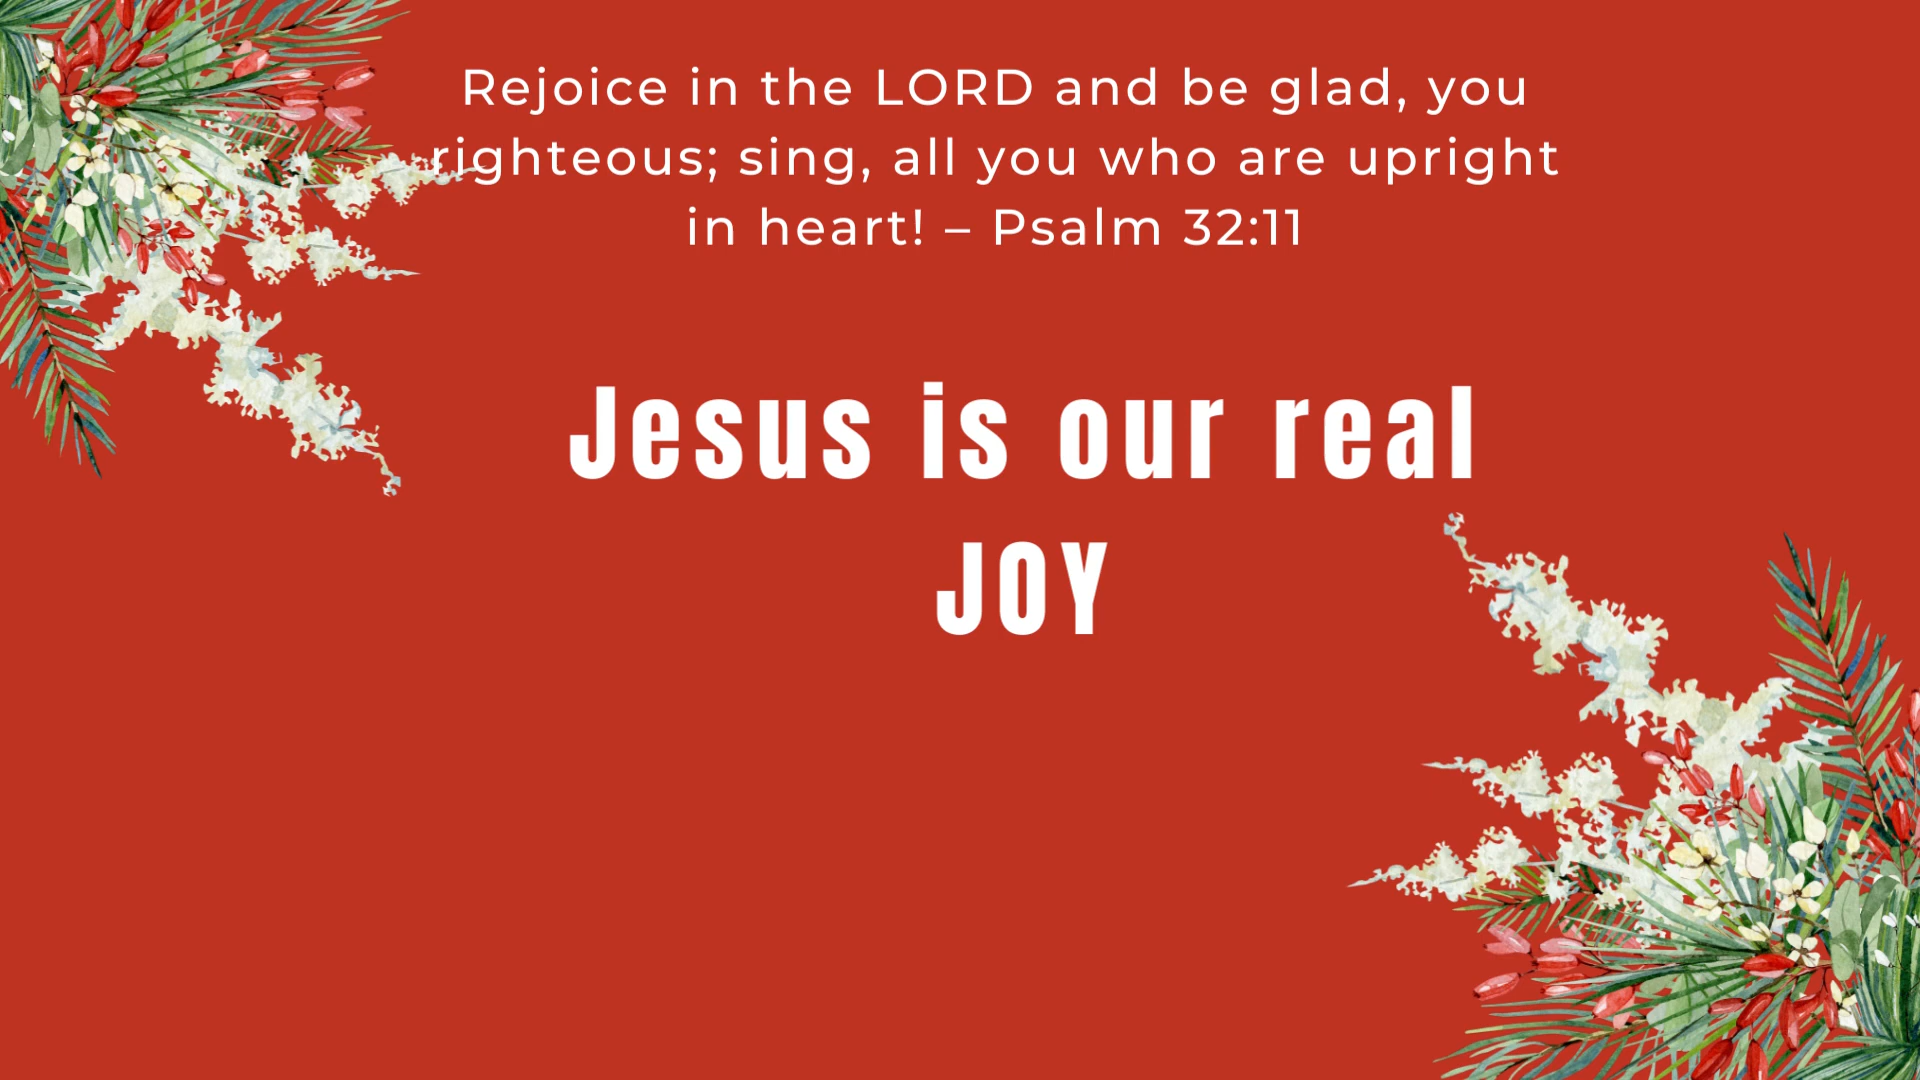 Rejoice in the LORD and be glad, you
righteous; sing, all you who are upright
in heart! – Psalm 32:11
Jesus is our real
JOY